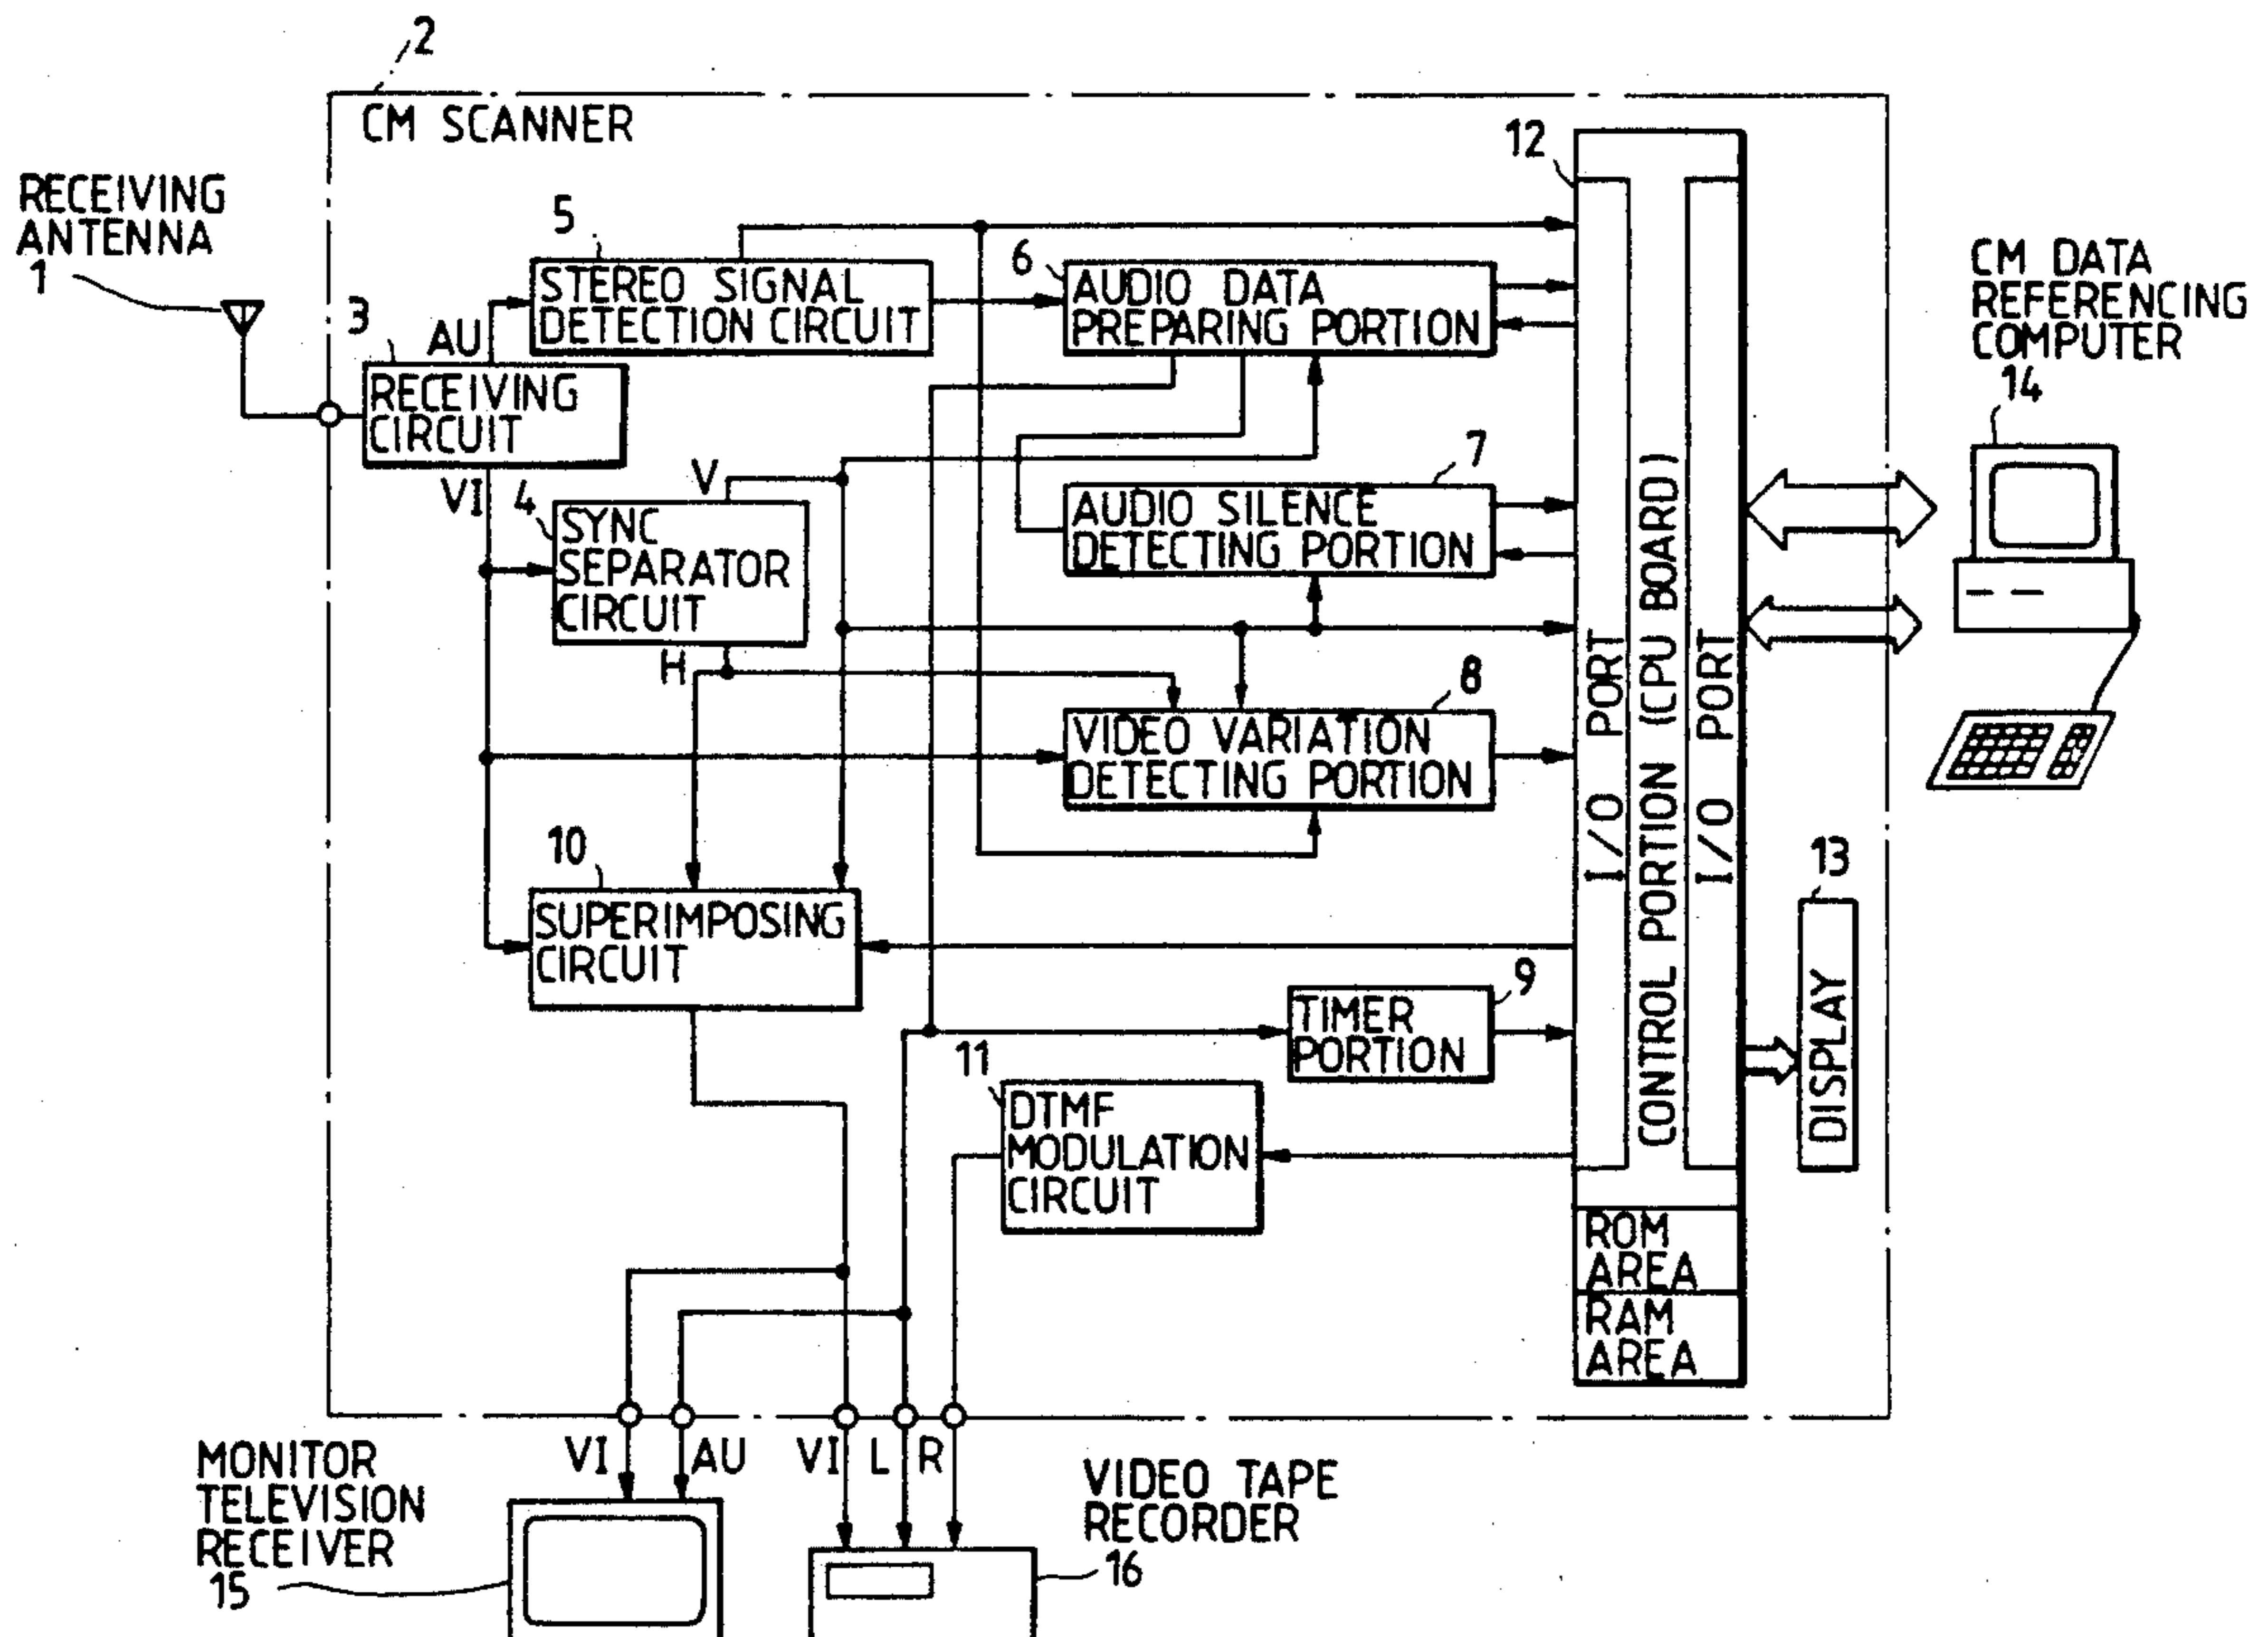 2
CM SCANNER
RECEIVING
ANTENNA
1
3
AU
RECEIVING
CIRCUIT
VI
5
STEREO SIGNAL
DETECTION CIRCUIT
6
AUDIO DATA
PREPARING PORTION
12
CM DATA
REFERENCING
COMPUTER
14
4
V
SYNC
SEPARATOR
CIRCUIT
H
7
AUDIO SILENCE
DETECTING PORTION
8
VIDEO VARIATION
DETECTING PORTION
I/O PORT
CONTROL PORTION (CPU BOARD)
I/O PORT
10
SUPERIMPOSING
CIRCUIT
9
TIMER
PORTION
13
DISPLAY
11
DTMF
MODULATION
CIRCUIT
ROM
AREA
RAM
AREA
VI
AU
VI
L
R
MONITOR
TELEVISION
RECEIVER
15
VIDEO TAPE
RECORDER
16